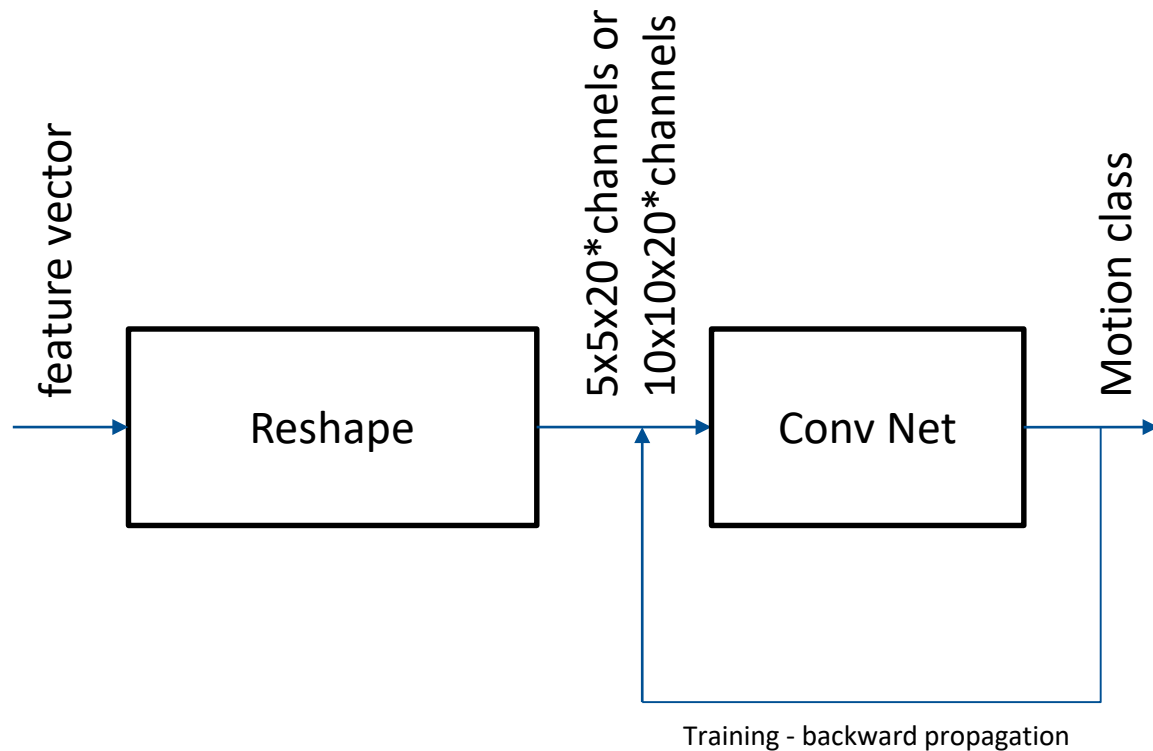 feature vector
Reshape
5x5x20*channels or
10x10x20*channels
Conv Net
Motion class
Training - backward propagation